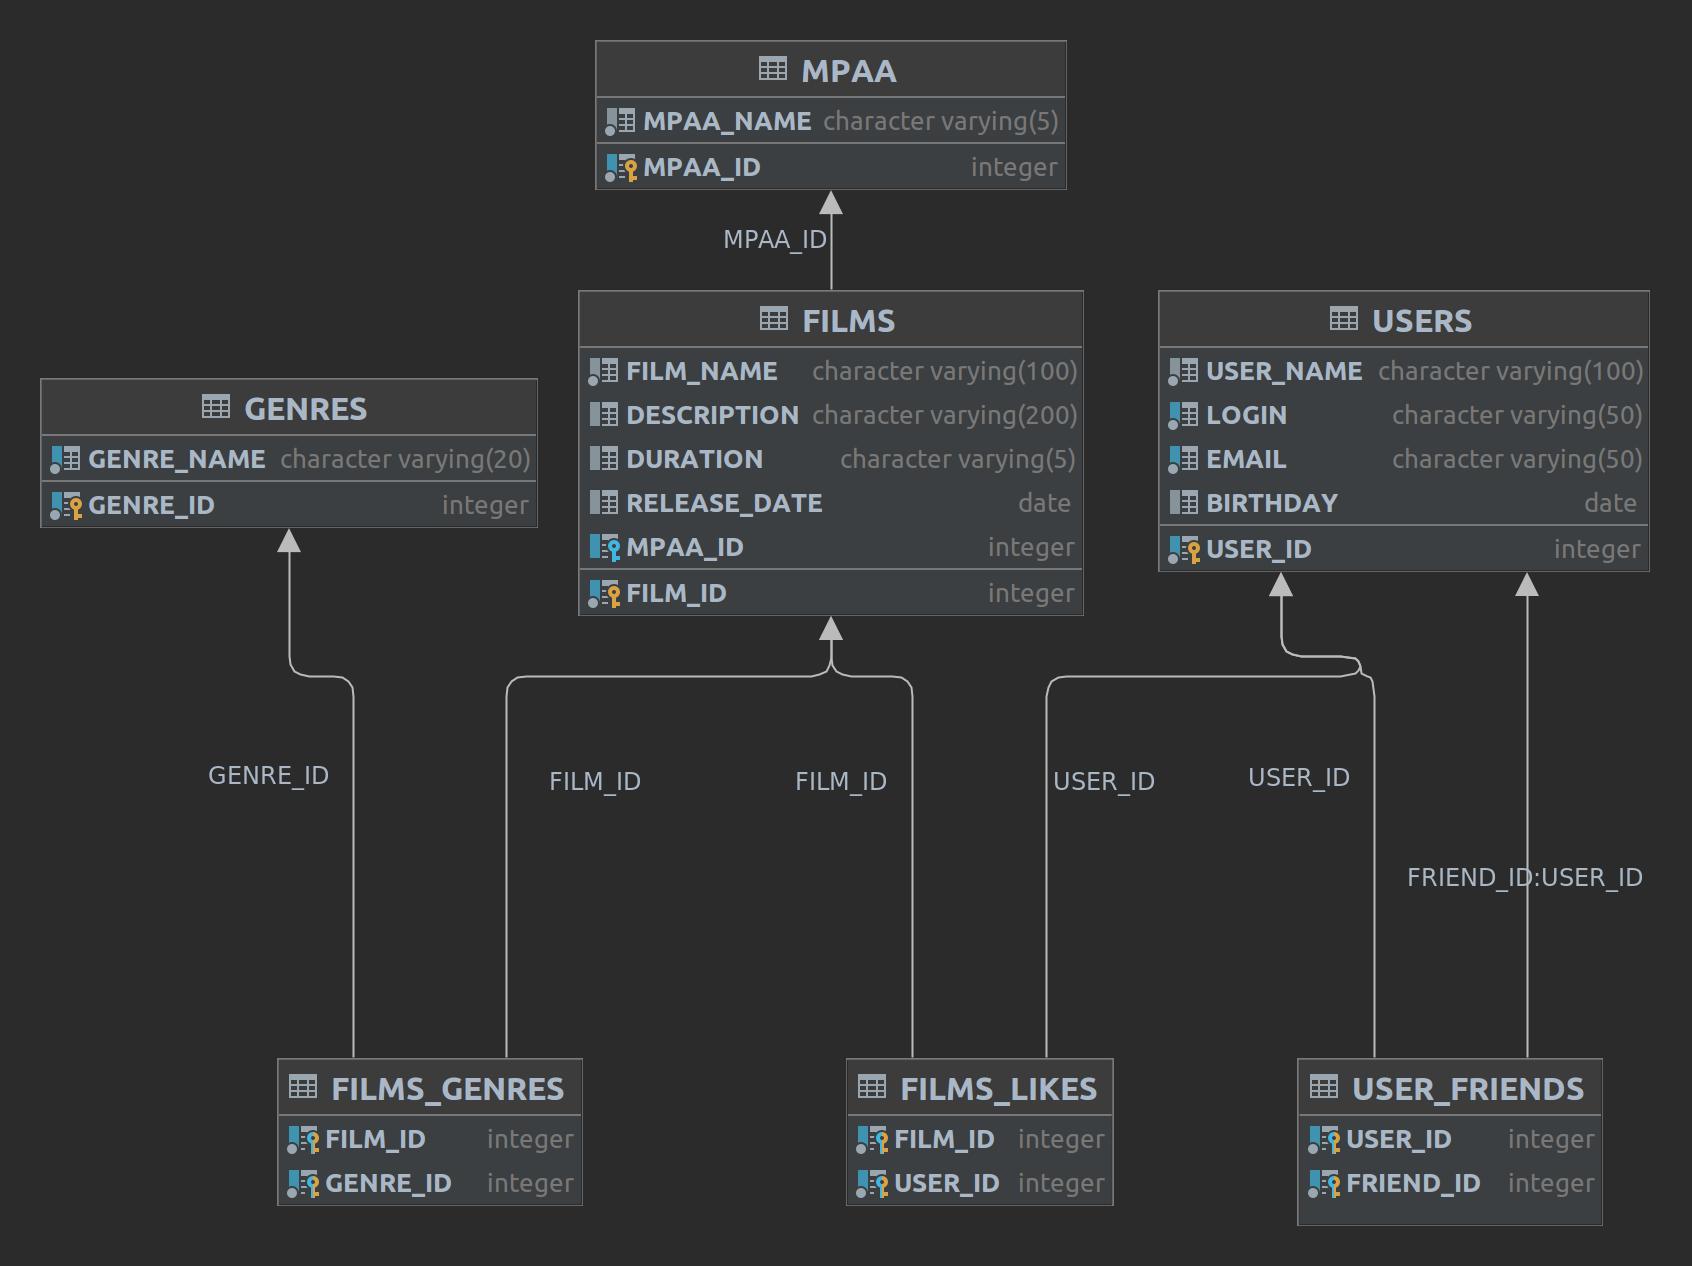 MPAA
MPAA_NAME character varying(5)
MPAA_ID integer
MPAA_ID
FILMS
FILM_NAME character varying(100)
DESCRIPTION character varying(200)
DURATION character varying(5)
RELEASE_DATE date
MPAA_ID integer
FILM_ID integer
USERS
USER_NAME character varying(100)
LOGIN character varying(50)
EMAIL character varying(50)
BIRTHDAY date
USER_ID integer
GENRES
GENRE_NAME character varying(20)
GENRE_ID integer
GENRE_ID
FILM_ID
FILM_ID
USER_ID
USER_ID
FRIEND_ID:USER_ID
FILMS_GENRES
FILM_ID integer
GENRE_ID integer
FILMS_LIKES
FILM_ID integer
USER_ID integer
USER_FRIENDS
USER_ID integer
FRIEND_ID integer